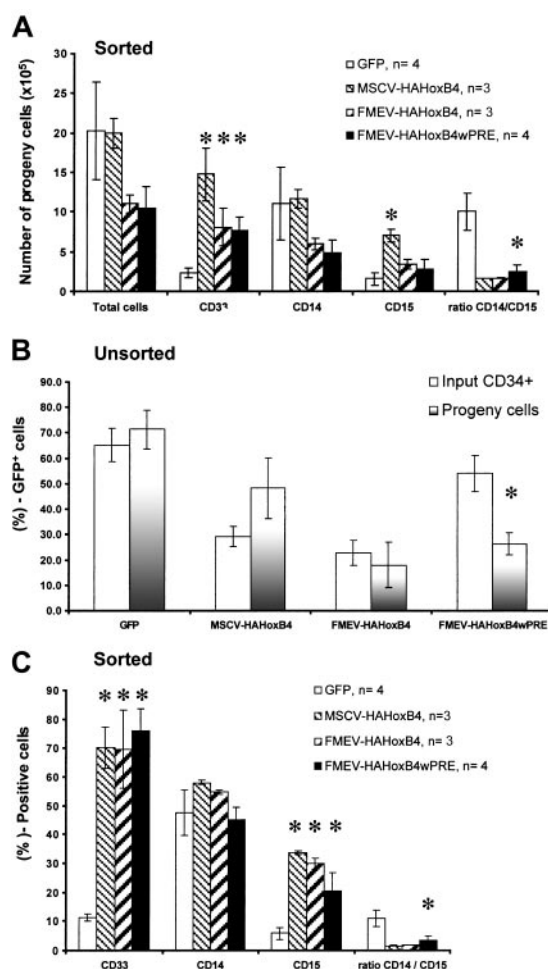 A Sorted
GFP, n= 4
MSCV-HAHoxB4, n=3
FMEV-HAHoxB4, n= 3
FMEV-HAHoxB4wPRE, n= 4
Number of progeny cells (x10⁵)
30
25
20
15
10
5
0
* * *
*
*
Total cells CD33 CD14 CD15 ratio CD14/CD15
B Unsorted
Input CD34+
Progeny cells
(%) - GFP⁺ cells
90.0
80.0
70.0
60.0
50.0
40.0
30.0
20.0
10.0
0.0
*
GFP MSCV-HAHoxB4 FMEV-HAHoxB4 FMEV-HAHoxB4wPRE
C Sorted
GFP, n= 4
MSCV-HAHoxB4, n=3
FMEV-HAHoxB4, n= 3
FMEV-HAHoxB4wPRE, n= 4
(% )- Positive cells
90
80
70
60
50
40
30
20
10
0
* * *
* * *
*
CD33 CD14 CD15 ratio CD14 / CD15